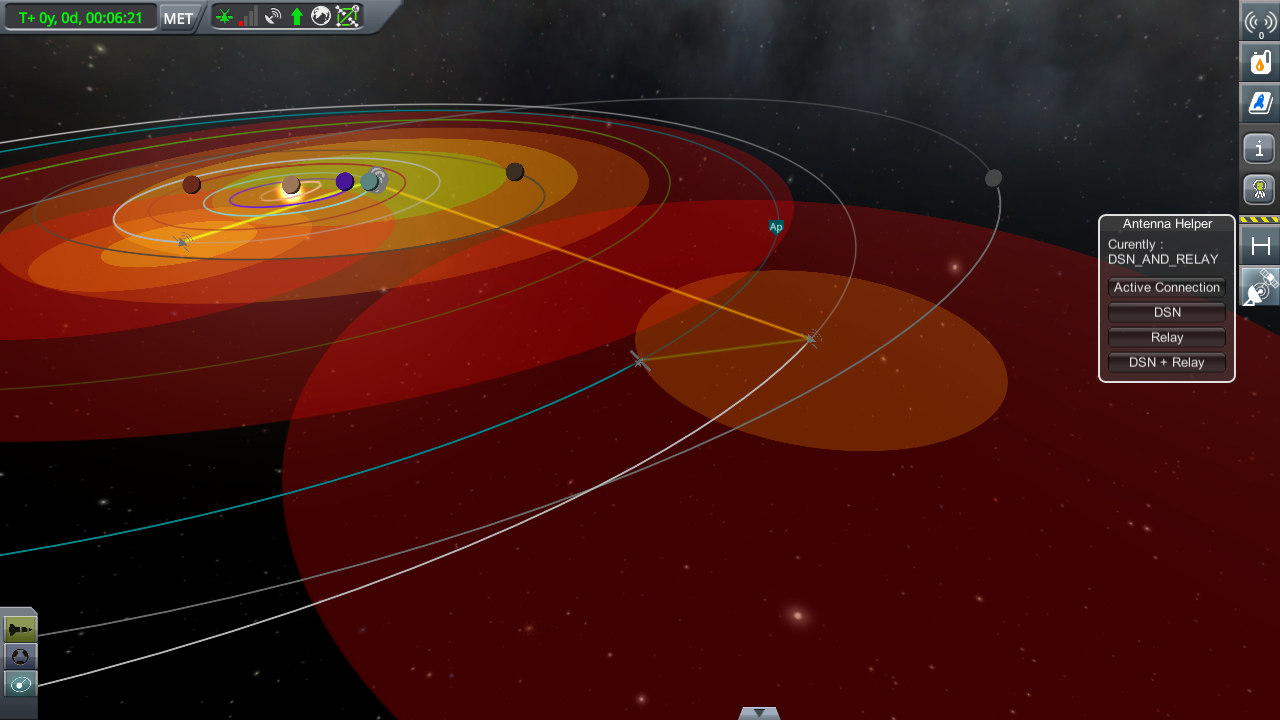 T+ 0y, 0d, 00:06:21
MET
0
Ap
Antenna Helper
Curently :
DSN_AND_RELAY
Active Connection
DSN
Relay
DSN + Relay